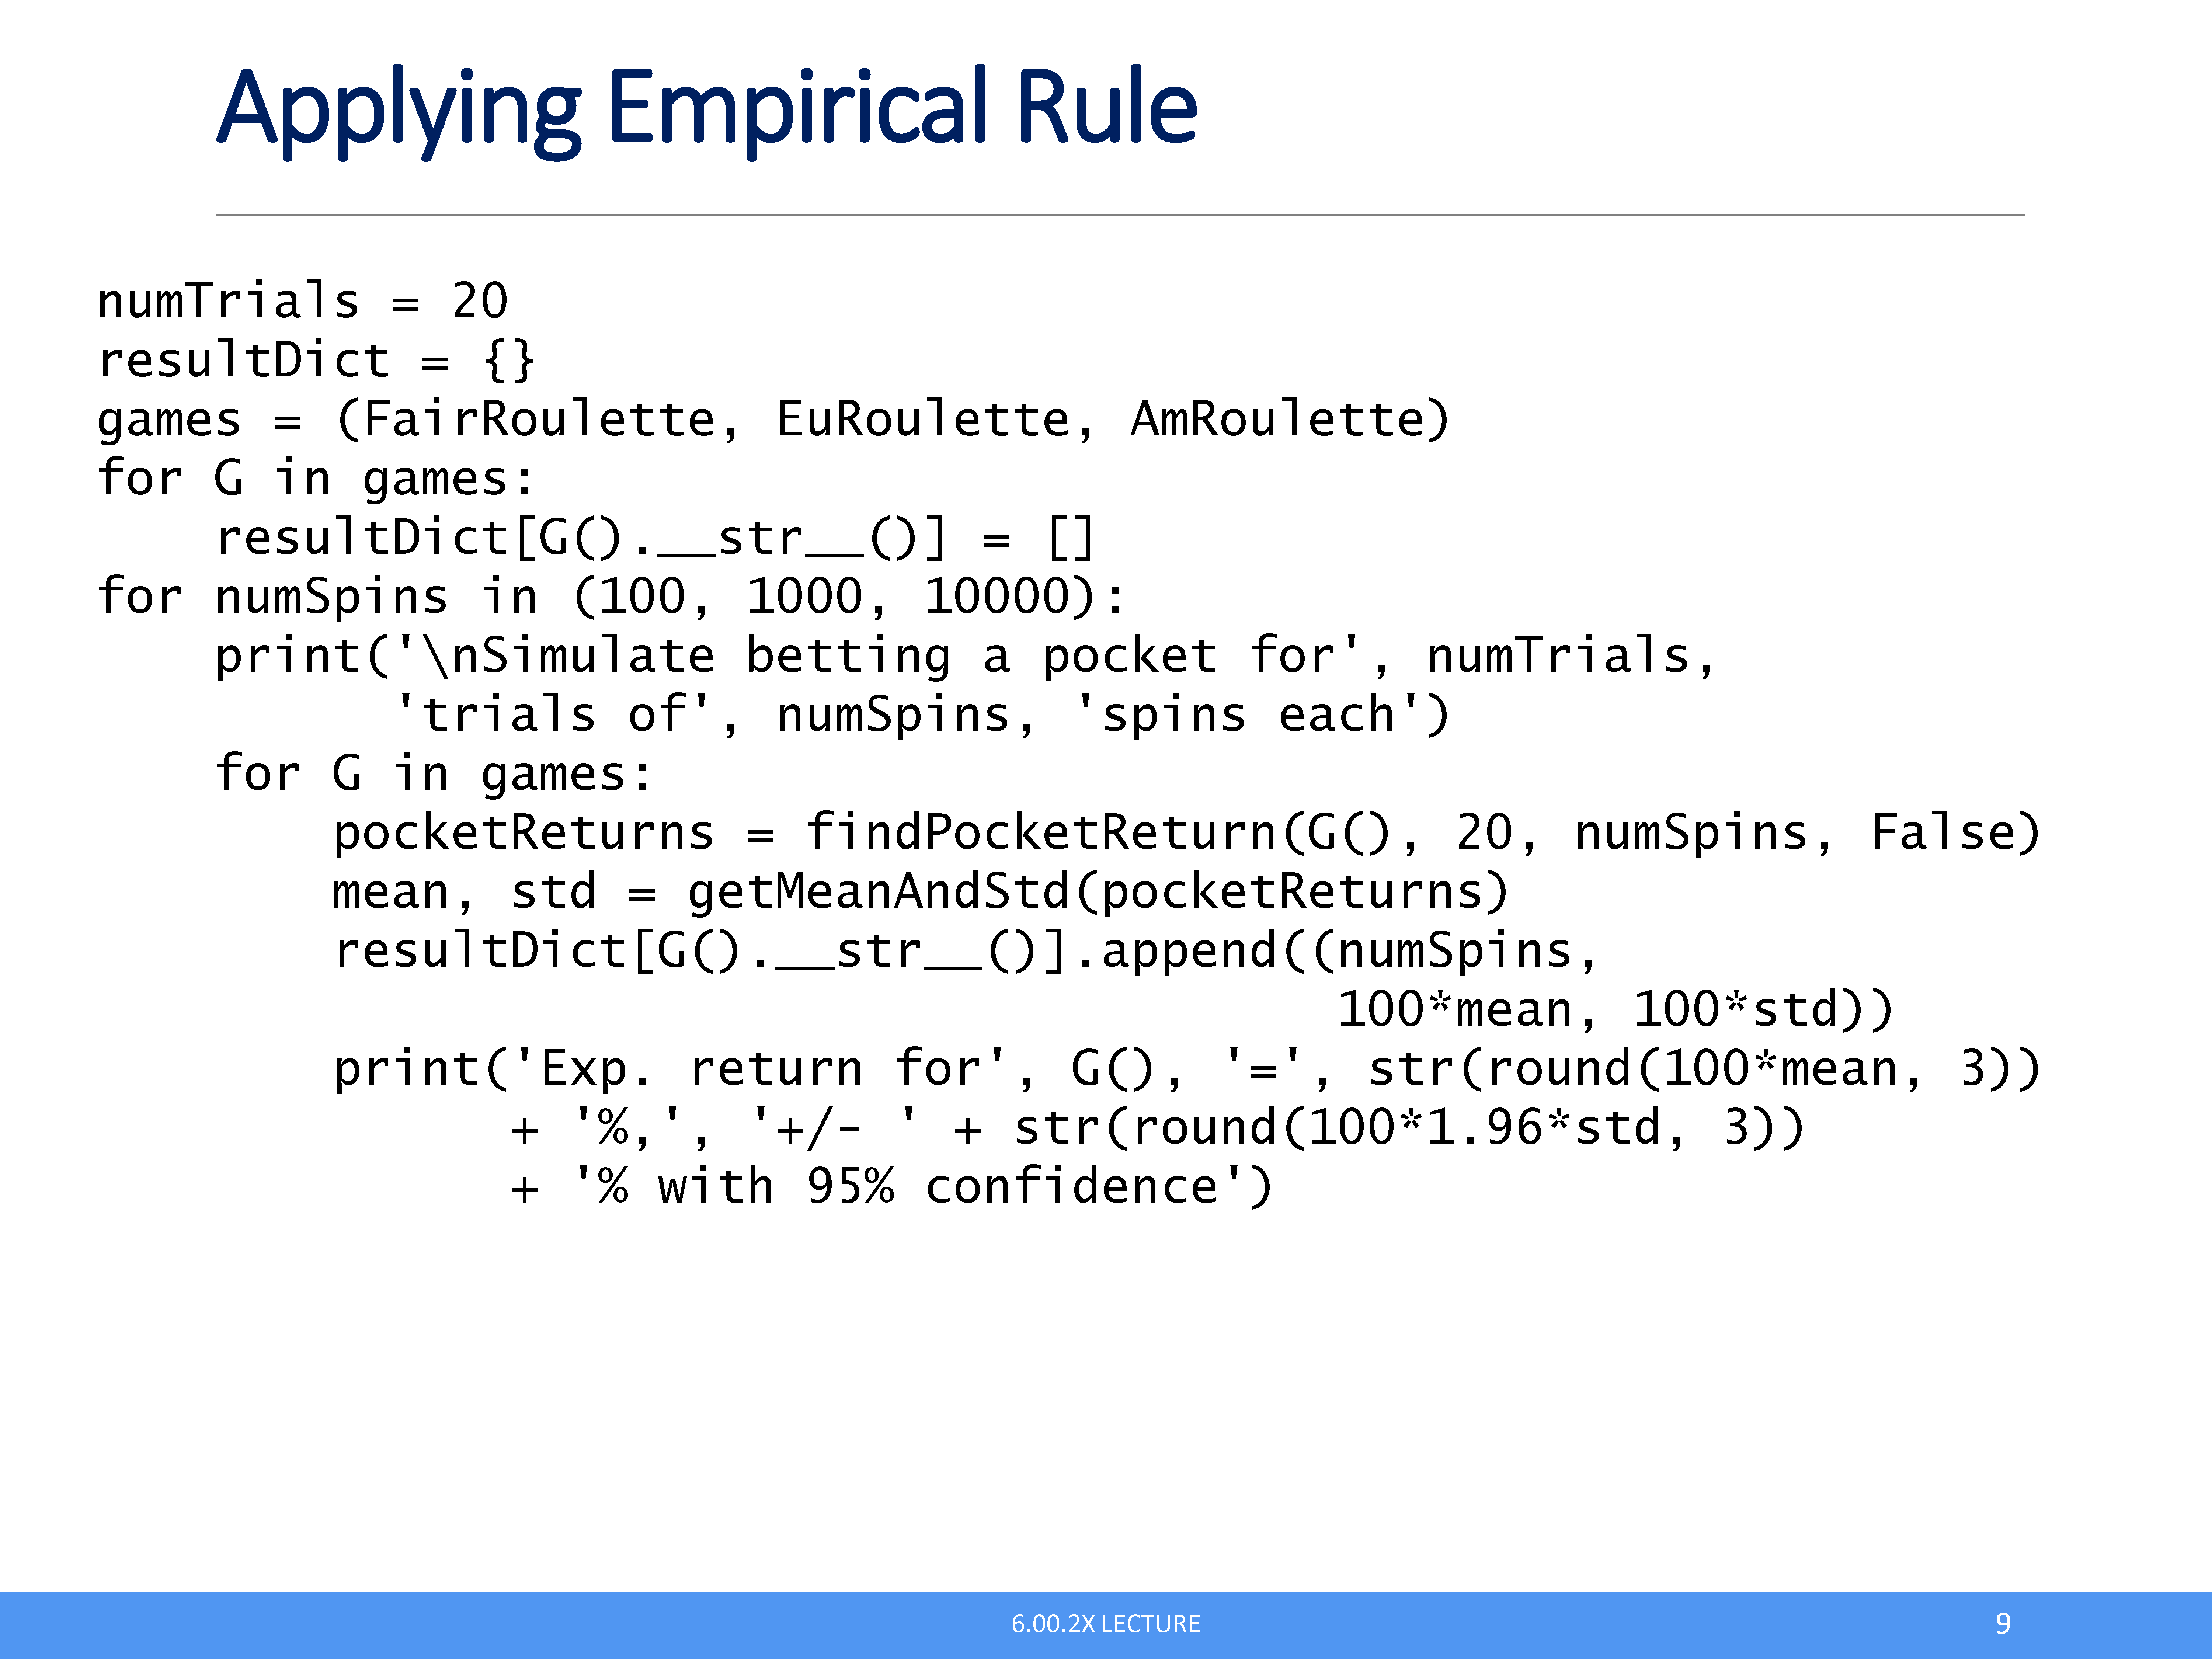 Applying Empirical Rule
numTrials = 20
resultDict = {}
games = (FairRoulette, EuRoulette, AmRoulette)
for G in games:
    resultDict[G().__str__()] = []
for numSpins in (100, 1000, 10000):
    print('\nSimulate betting a pocket for', numTrials,
          'trials of', numSpins, 'spins each')
    for G in games:
        pocketReturns = findPocketReturn(G(), 20, numSpins, False)
        mean, std = getMeanAndStd(pocketReturns)
        resultDict[G().__str__()].append((numSpins,
                                          100*mean, 100*std))
        print('Exp. return for', G(), '=', str(round(100*mean, 3))
              + '%,', '+/- ' + str(round(100*1.96*std, 3))
              + '% with 95% confidence')
6.00.2X LECTURE
9